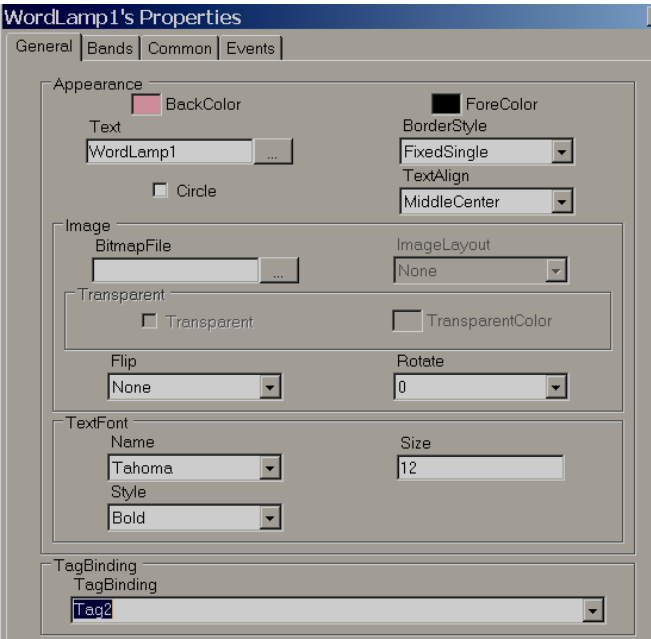 WordLamp1's Properties
General Bands Common Events
Appearance
BackColor ForeColor
Text BorderStyle
WordLamp1 ... FixedSingle
TextAlign
Circle MiddleCenter
Image
BitmapFile ImageLayout
... None
Transparent
Transparent TransparentColor
Flip Rotate
None 0
TextFont
Name Size
Tahoma 12
Style
Bold
TagBinding
TagBinding
Tag2